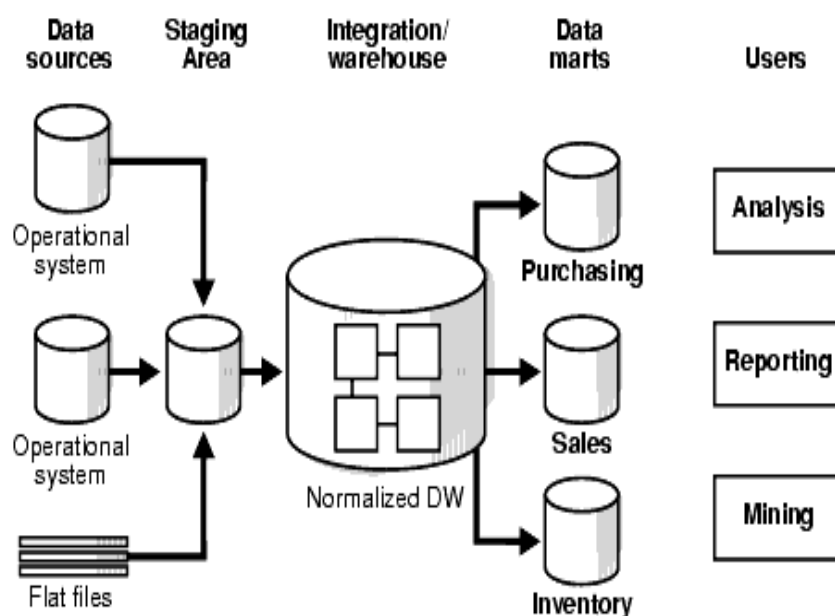 Data
sources
Staging
Area
Integration/
warehouse
Data
marts
Users
Operational
system
Operational
system
Flat files
Normalized DW
Purchasing
Sales
Inventory
Analysis
Reporting
Mining